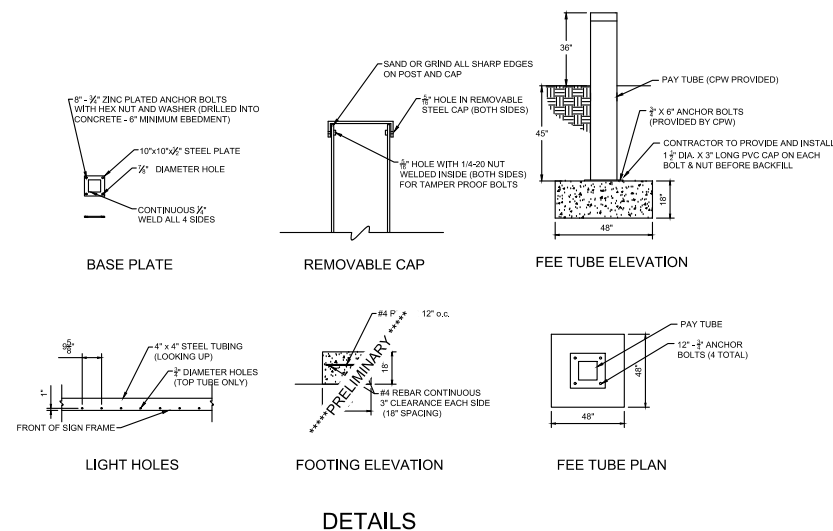 8" - ¾" ZINC PLATED ANCHOR BOLTS
WITH HEX NUT AND WASHER (DRILLED INTO
CONCRETE - 6" MINIMUM EBEDMENT)
10"x10"x½" STEEL PLATE
⅞" DIAMETER HOLE
CONTINUOUS ¼"
WELD ALL 4 SIDES
BASE PLATE
SAND OR GRIND ALL SHARP EDGES
ON POST AND CAP
HOLE IN REMOVABLE
STEEL CAP (BOTH SIDES)
HOLE WITH 1/4-20 NUT
WELDED INSIDE (BOTH SIDES)
FOR TAMPER PROOF BOLTS
REMOVABLE CAP
36"
45"
PAY TUBE (CPW PROVIDED)
¾" X 6" ANCHOR BOLTS
(PROVIDED BY CPW)
CONTRACTOR TO PROVIDE AND INSTALL
1 ½" DIA. X 3" LONG PVC CAP ON EACH
BOLT & NUT BEFORE BACKFILL
18"
48"
FEE TUBE ELEVATION
1"
4" x 4" STEEL TUBING
(LOOKING UP)
DIAMETER HOLES
(TOP TUBE ONLY)
FRONT OF SIGN FRAME
LIGHT HOLES
#4 12" o.c.
18"
*****PRELIMINARY*****
#4 REBAR CONTINUOUS
3" CLEARANCE EACH SIDE
(18" SPACING)
FOOTING ELEVATION
PAY TUBE
12" - ¾" ANCHOR
BOLTS (4 TOTAL)
48"
48"
FEE TUBE PLAN
DETAILS